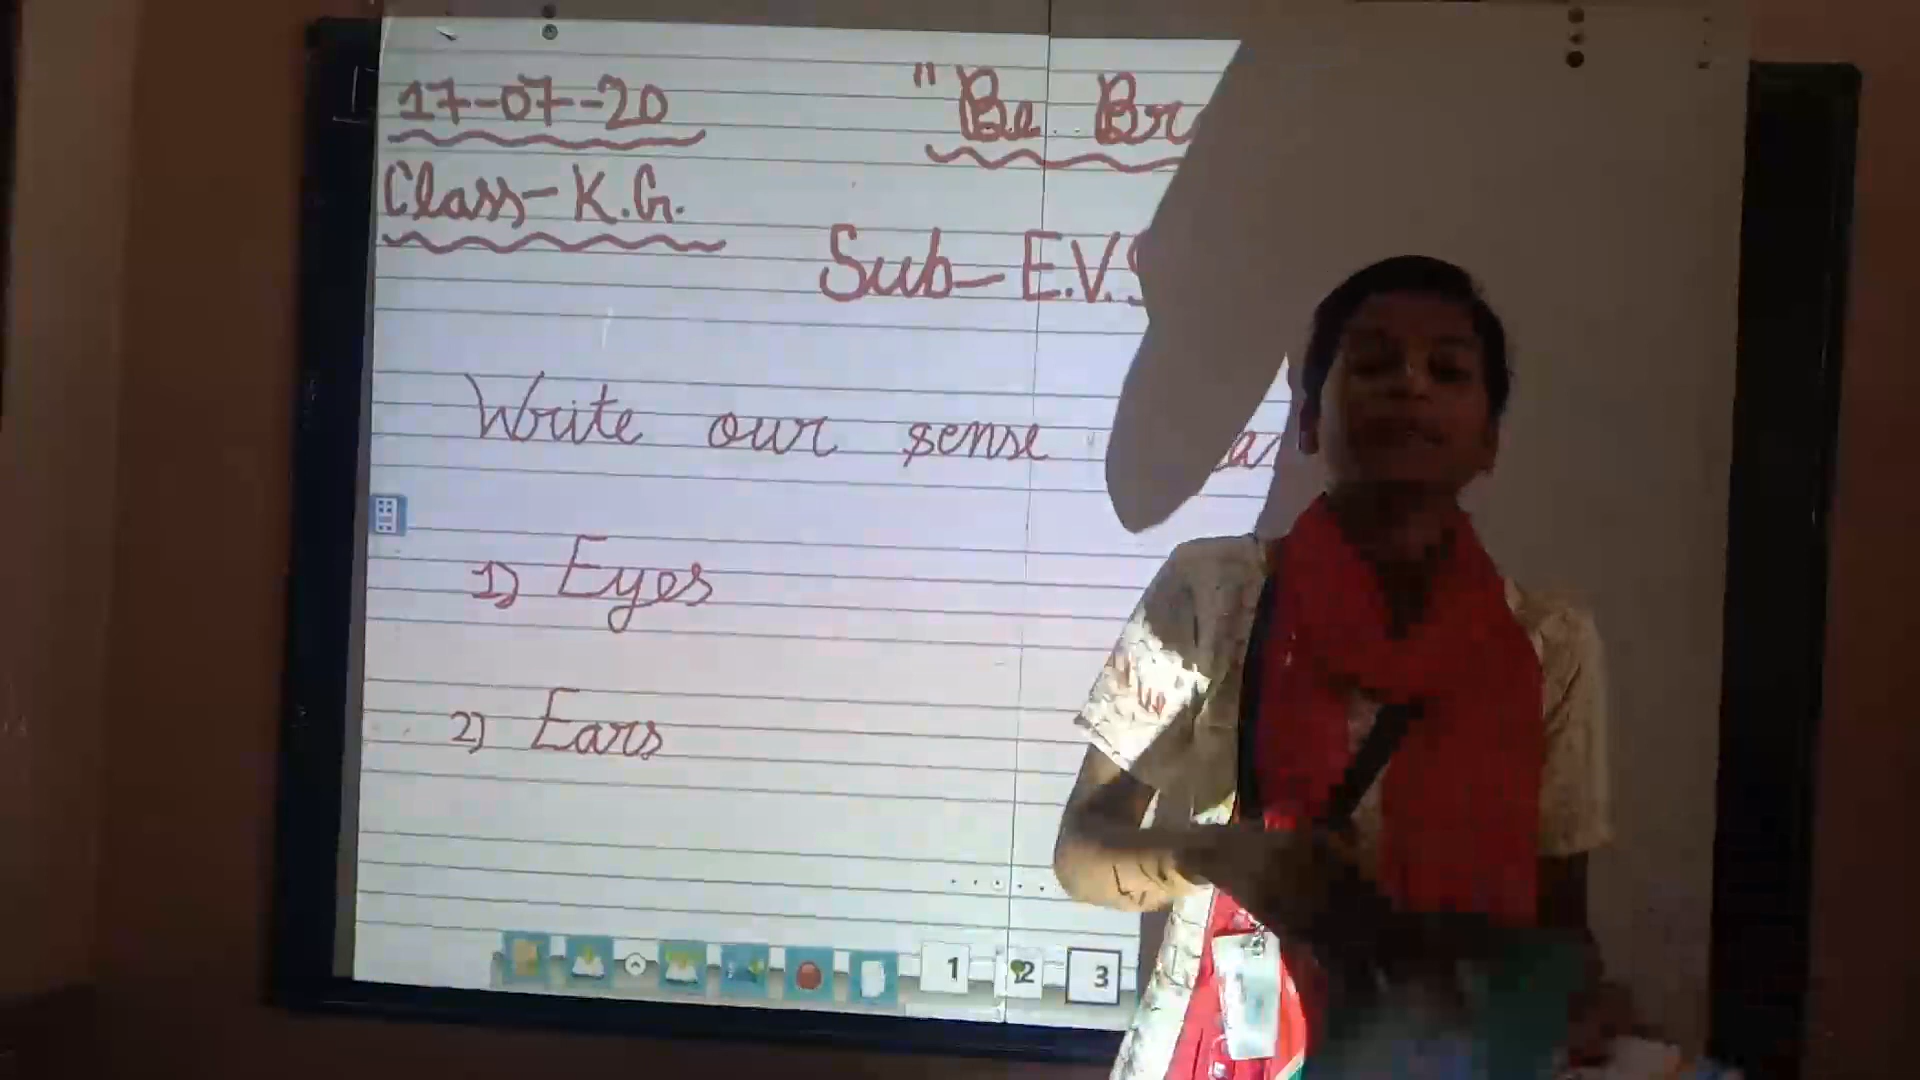 17-07-20
"Be Br
Class-K.G.
Sub-E.V.S
Write our sense
1) Eyes
2) Ears
1 2 3